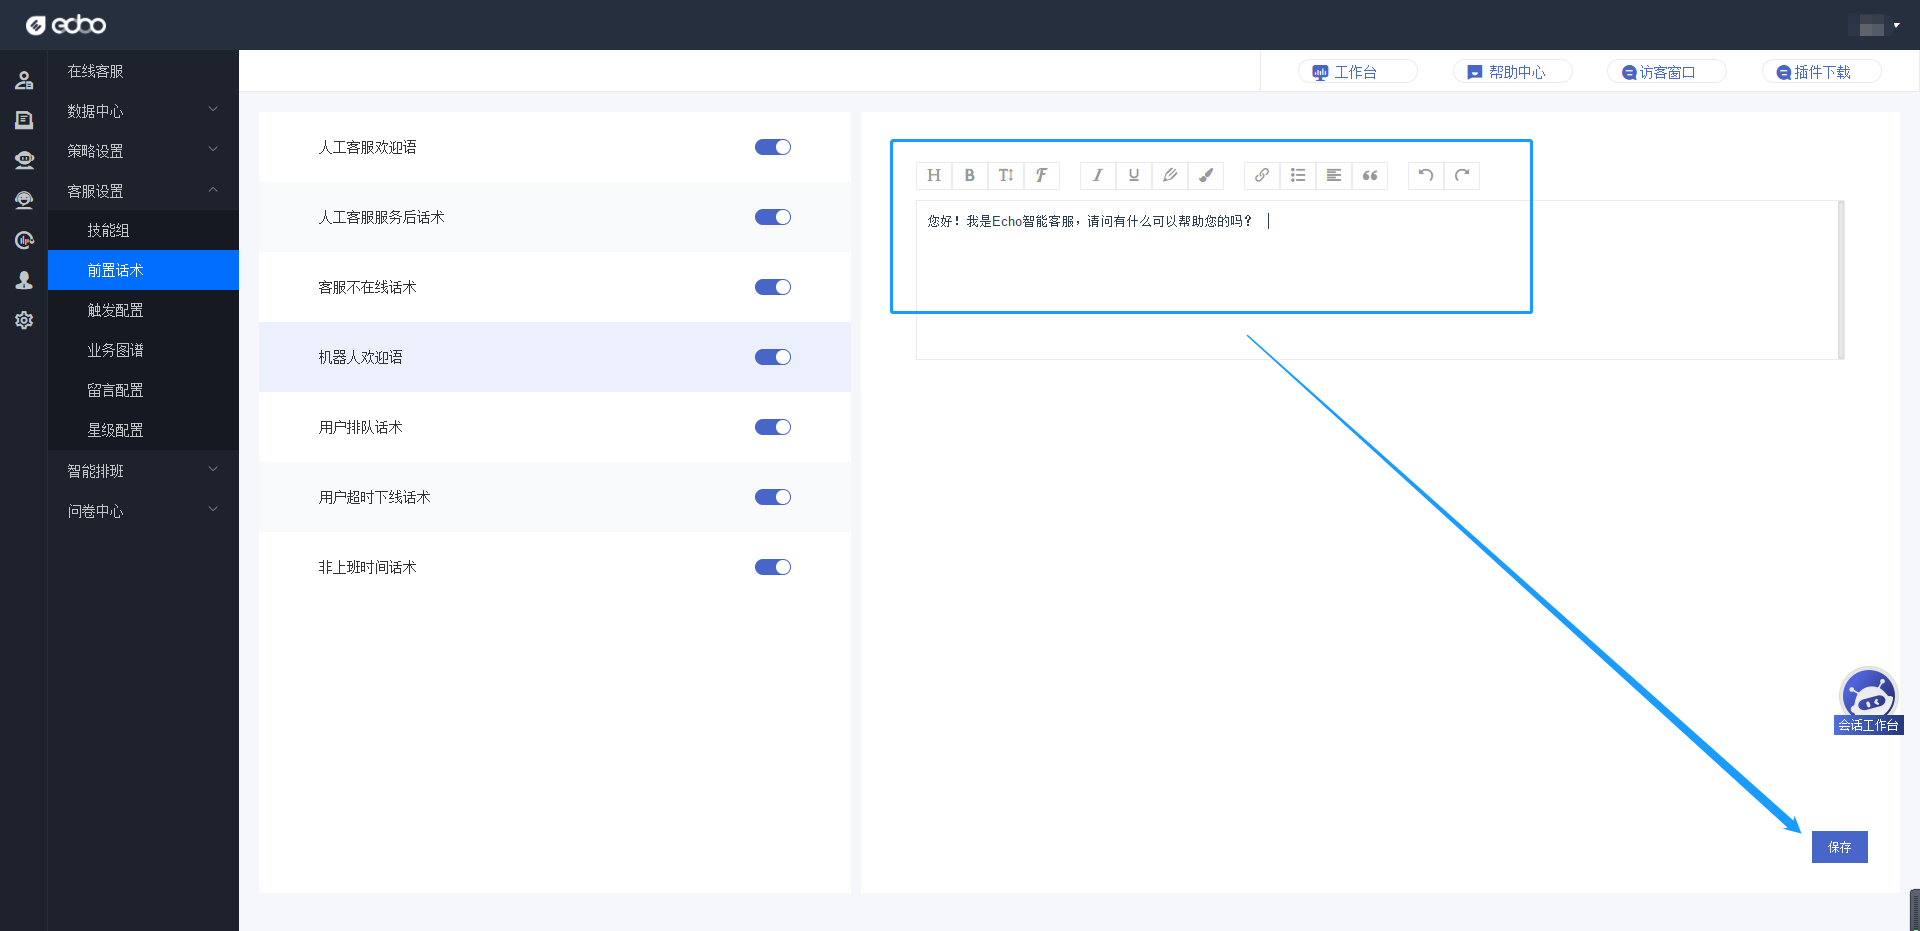 echo
在线客服
数据中心
策略设置
客服设置
技能组
前置话术
触发配置
业务图谱
留言配置
星级配置
智能排班
问卷中心
工作台
帮助中心
访客窗口
插件下载
人工客服欢迎语
人工客服服务后话术
客服不在线话术
机器人欢迎语
用户排队话术
用户超时下线话术
非上班时间话术
H B T F I U
您好！我是Echo智能客服，请问有什么可以帮助您的吗？
会话工作台
保存